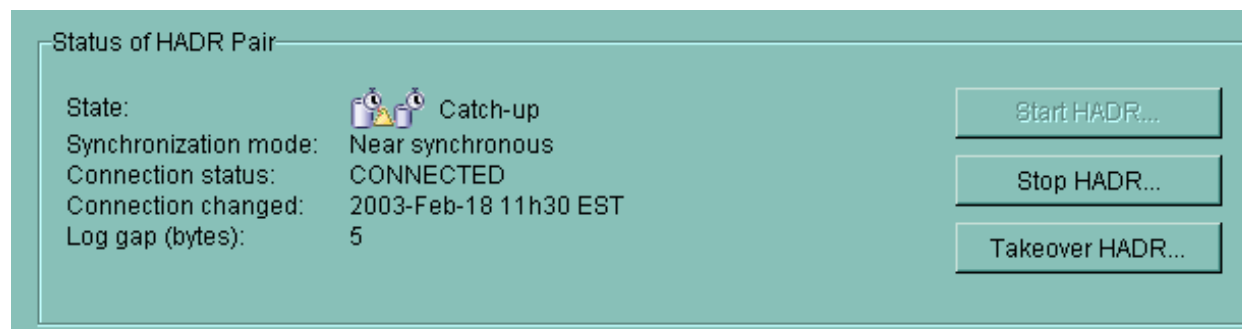 Status of HADR Pair
State: Catch-up
Synchronization mode: Near synchronous
Connection status: CONNECTED
Connection changed: 2003-Feb-18 11h30 EST
Log gap (bytes): 5
Start HADR...
Stop HADR...
Takeover HADR...